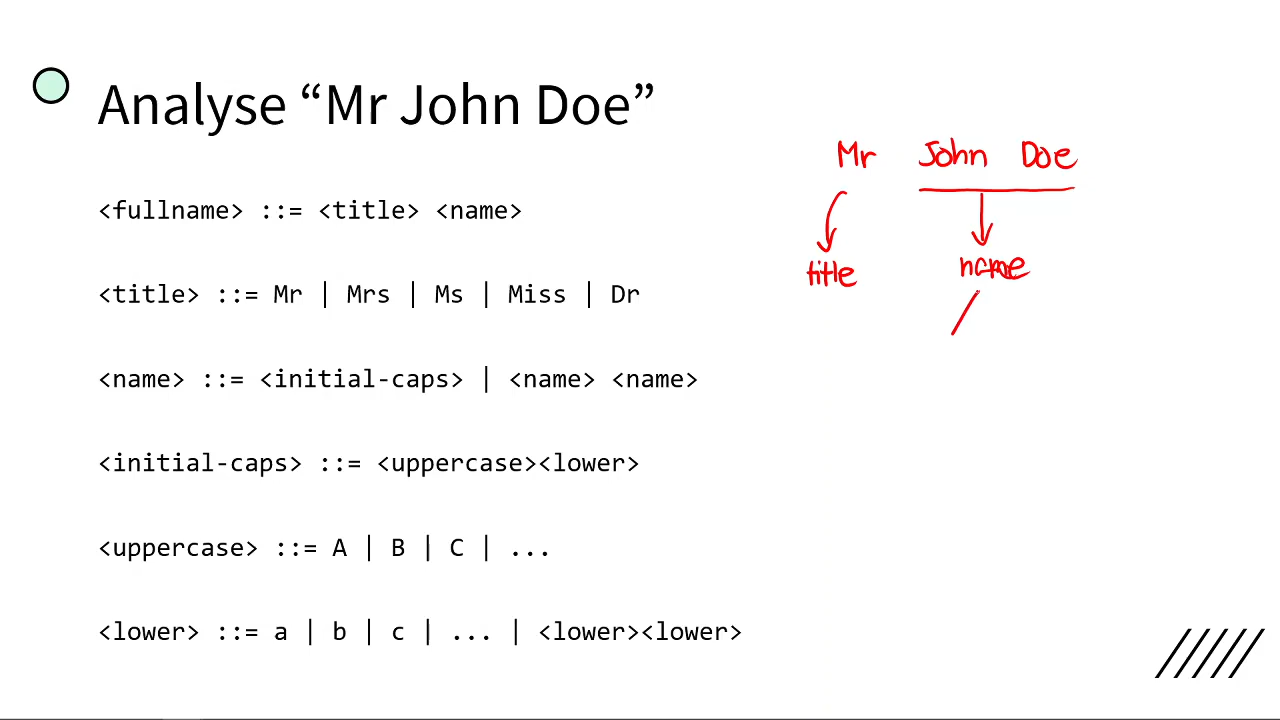 Analyse “Mr John Doe”
Mr John Doe
<fullname> ::= <title> <name>
title name
<title> ::= Mr | Mrs | Ms | Miss | Dr
<name> ::= <initial-caps> | <name> <name>
<initial-caps> ::= <uppercase><lower>
<uppercase> ::= A | B | C | ...
<lower> ::= a | b | c | ... | <lower><lower>